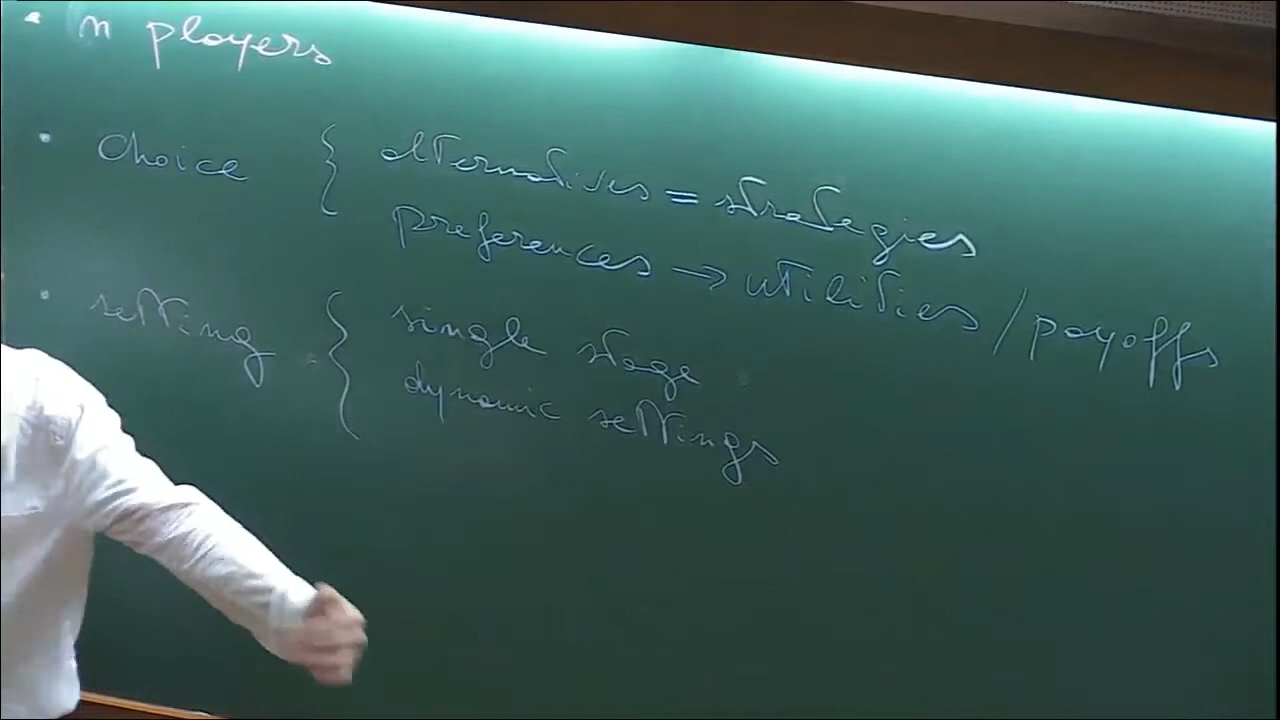 • n players
• choice { alternatives = strategies
preferences → utilities / payoffs
• setting { single stage
dynamic settings